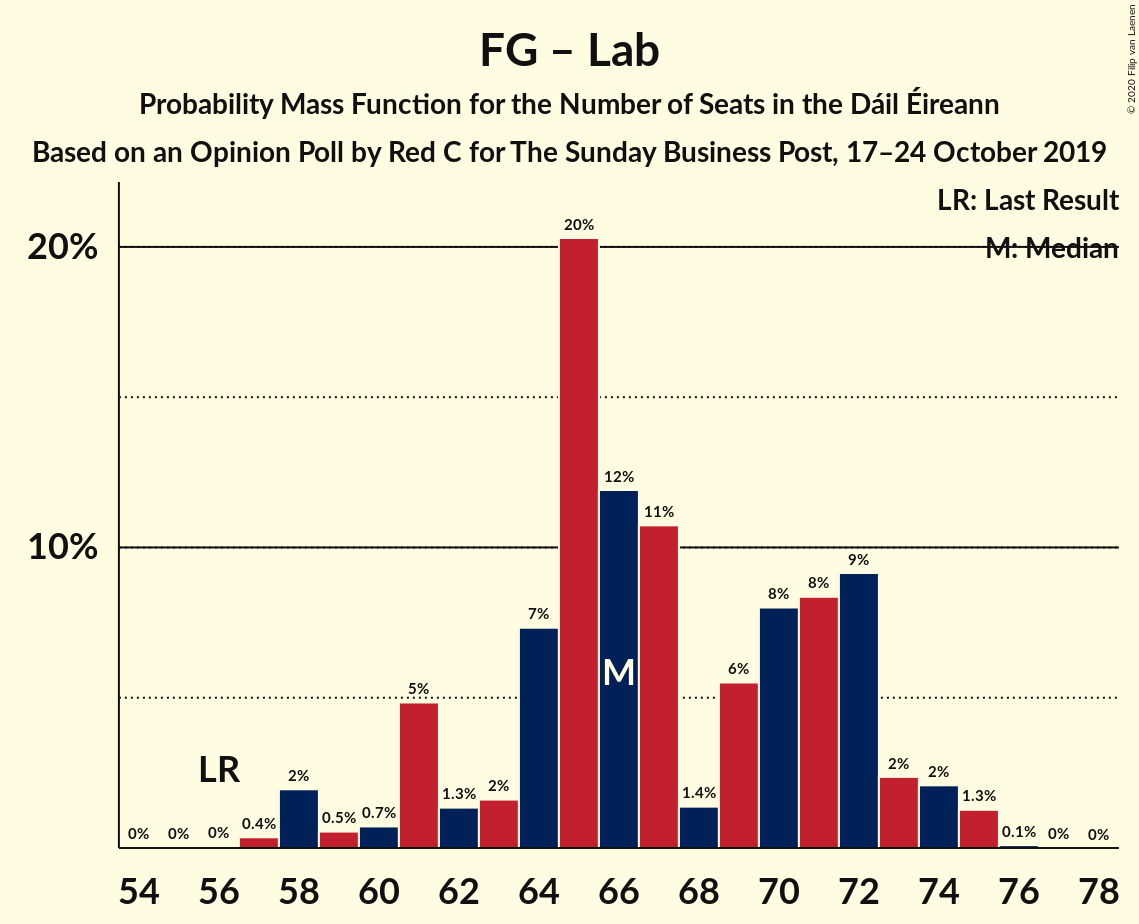 FG – Lab
Probability Mass Function for the Number of Seats in the Dáil Éireann
Based on an Opinion Poll by Red C for The Sunday Business Post, 17–24 October 2019
© 2020 Filip van Laenen
LR: Last Result
M: Median
20%
10%
0% 0% 0% 0.4% 2% 0.5% 0.7% 5% 1.3% 2% 7% 20% 12% 11% 1.4% 6% 8% 8% 9% 2% 2% 1.3% 0.1% 0% 0%
LR
M
54 56 58 60 62 64 66 68 70 72 74 76 78